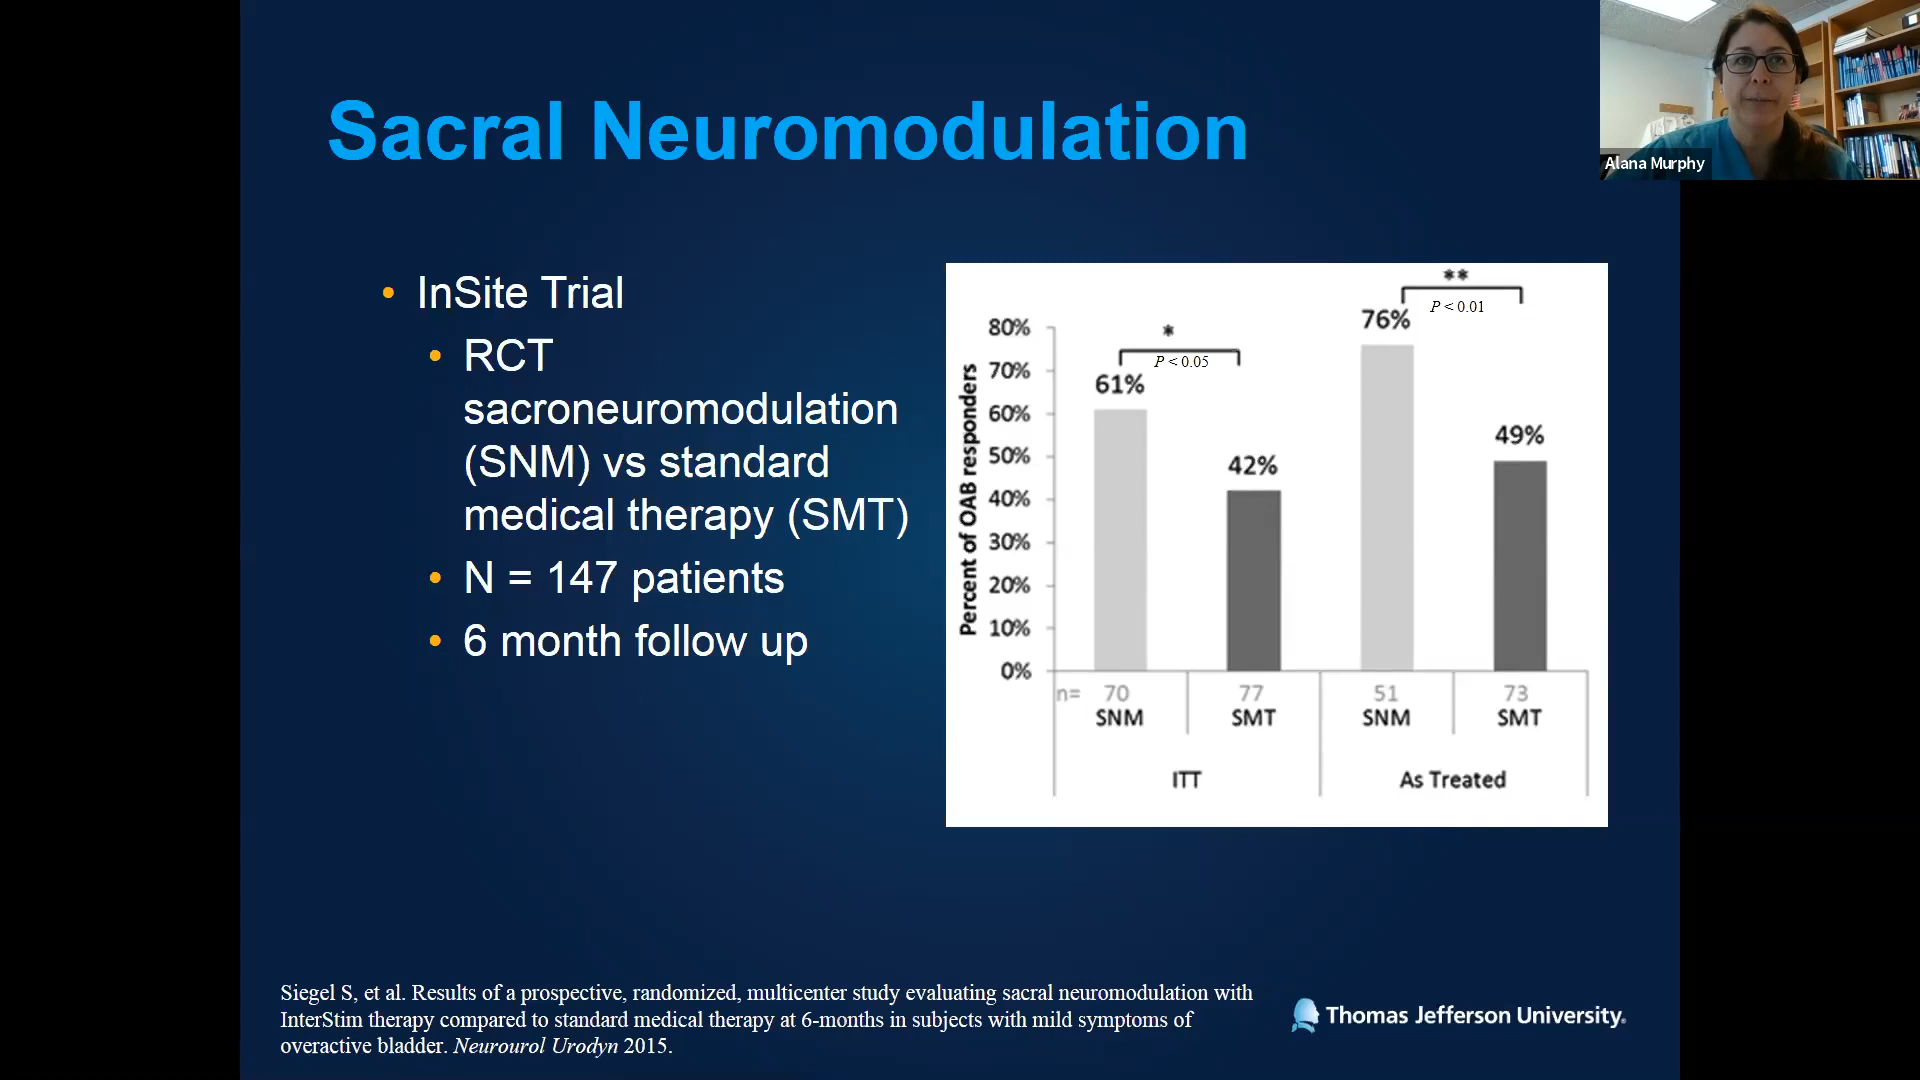 Sacral Neuromodulation
Alana Murphy
• InSite Trial
• RCT
sacroneuromodulation
(SNM) vs standard
medical therapy (SMT)
• N = 147 patients
• 6 month follow up
Percent of OAB responders
80%
70%
60%
50%
40%
30%
20%
10%
0%
*
P < 0.05
61%
42%
**
P < 0.01
76%
49%
n= 70 77 51 73
SNM SMT SNM SMT
ITT As Treated
Siegel S, et al. Results of a prospective, randomized, multicenter study evaluating sacral neuromodulation with
InterStim therapy compared to standard medical therapy at 6-months in subjects with mild symptoms of
overactive bladder. Neurourol Urodyn 2015.
Thomas Jefferson University.